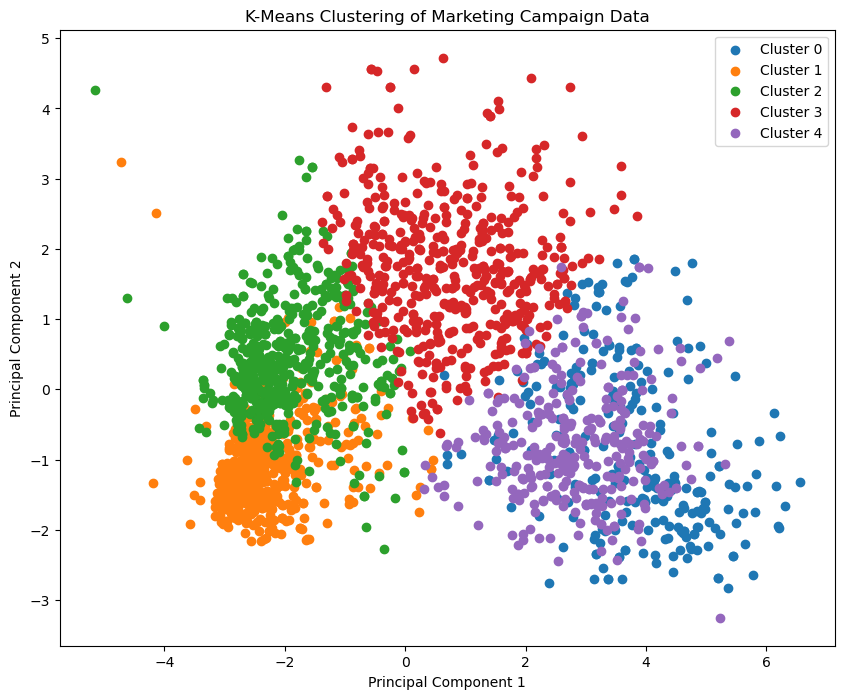 K-Means Clustering of Marketing Campaign Data
Cluster 0
Cluster 1
Cluster 2
Cluster 3
Cluster 4
5
4
3
2
1
0
−1
−2
−3
Principal Component 2
−4
−2
0
2
4
6
Principal Component 1